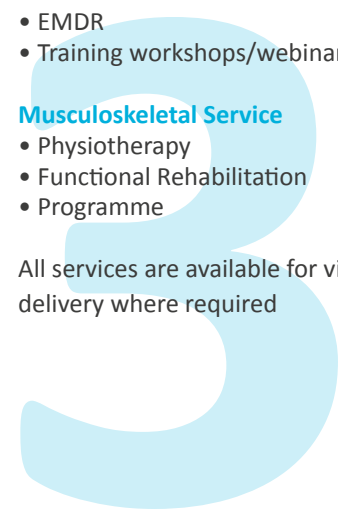 • EMDR
• Training workshops/webinar
Musculoskeletal Service
• Physiotherapy
• Functional Rehabilitation
• Programme
All services are available for vi
delivery where required
3